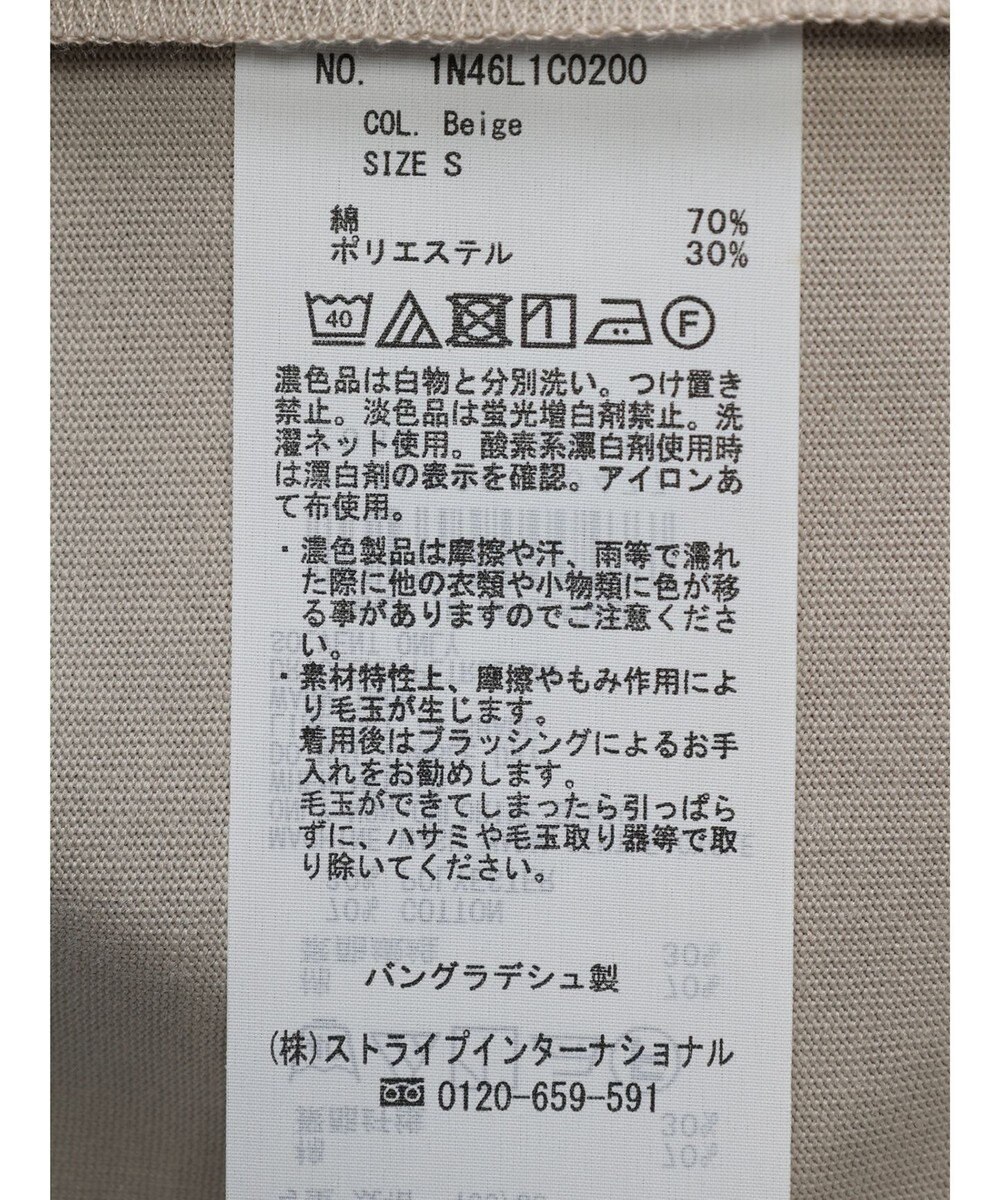 NO. 1N46L1C0200
COL. Beige
SIZE S
綿 70%
ポリエステル 30%
40 F
濃色品は白物と分別洗い。つけ置き
禁止。淡色品は蛍光増白剤禁止。洗
濯ネット使用。酸素系漂白剤使用時
は漂白剤の表示を確認。アイロンあ
て布使用。
・濃色製品は摩擦や汗、雨等で濡れ
た際に他の衣類や小物類に色が移
る事がありますのでご注意くださ
い。
・素材特性上、摩擦やもみ作用によ
り毛玉が生じます。
着用後はブラッシングによるお手
入れをお勧めします。
毛玉ができてしまったら引っぱら
ずに、ハサミや毛玉取り器等で取
り除いてください。
バングラデシュ製
(株)ストライプインターナショナル
0120-659-591